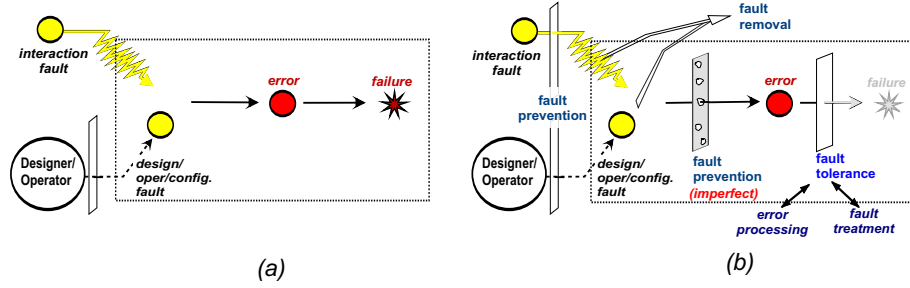 interaction
fault
error
failure
Designer/
Operator
design/
oper/config.
fault
(a)
fault
removal
interaction
fault
fault
prevention
error
failure
Designer/
Operator
design/
oper/config.
fault
fault
prevention
(imperfect)
fault
tolerance
error
processing
fault
treatment
(b)